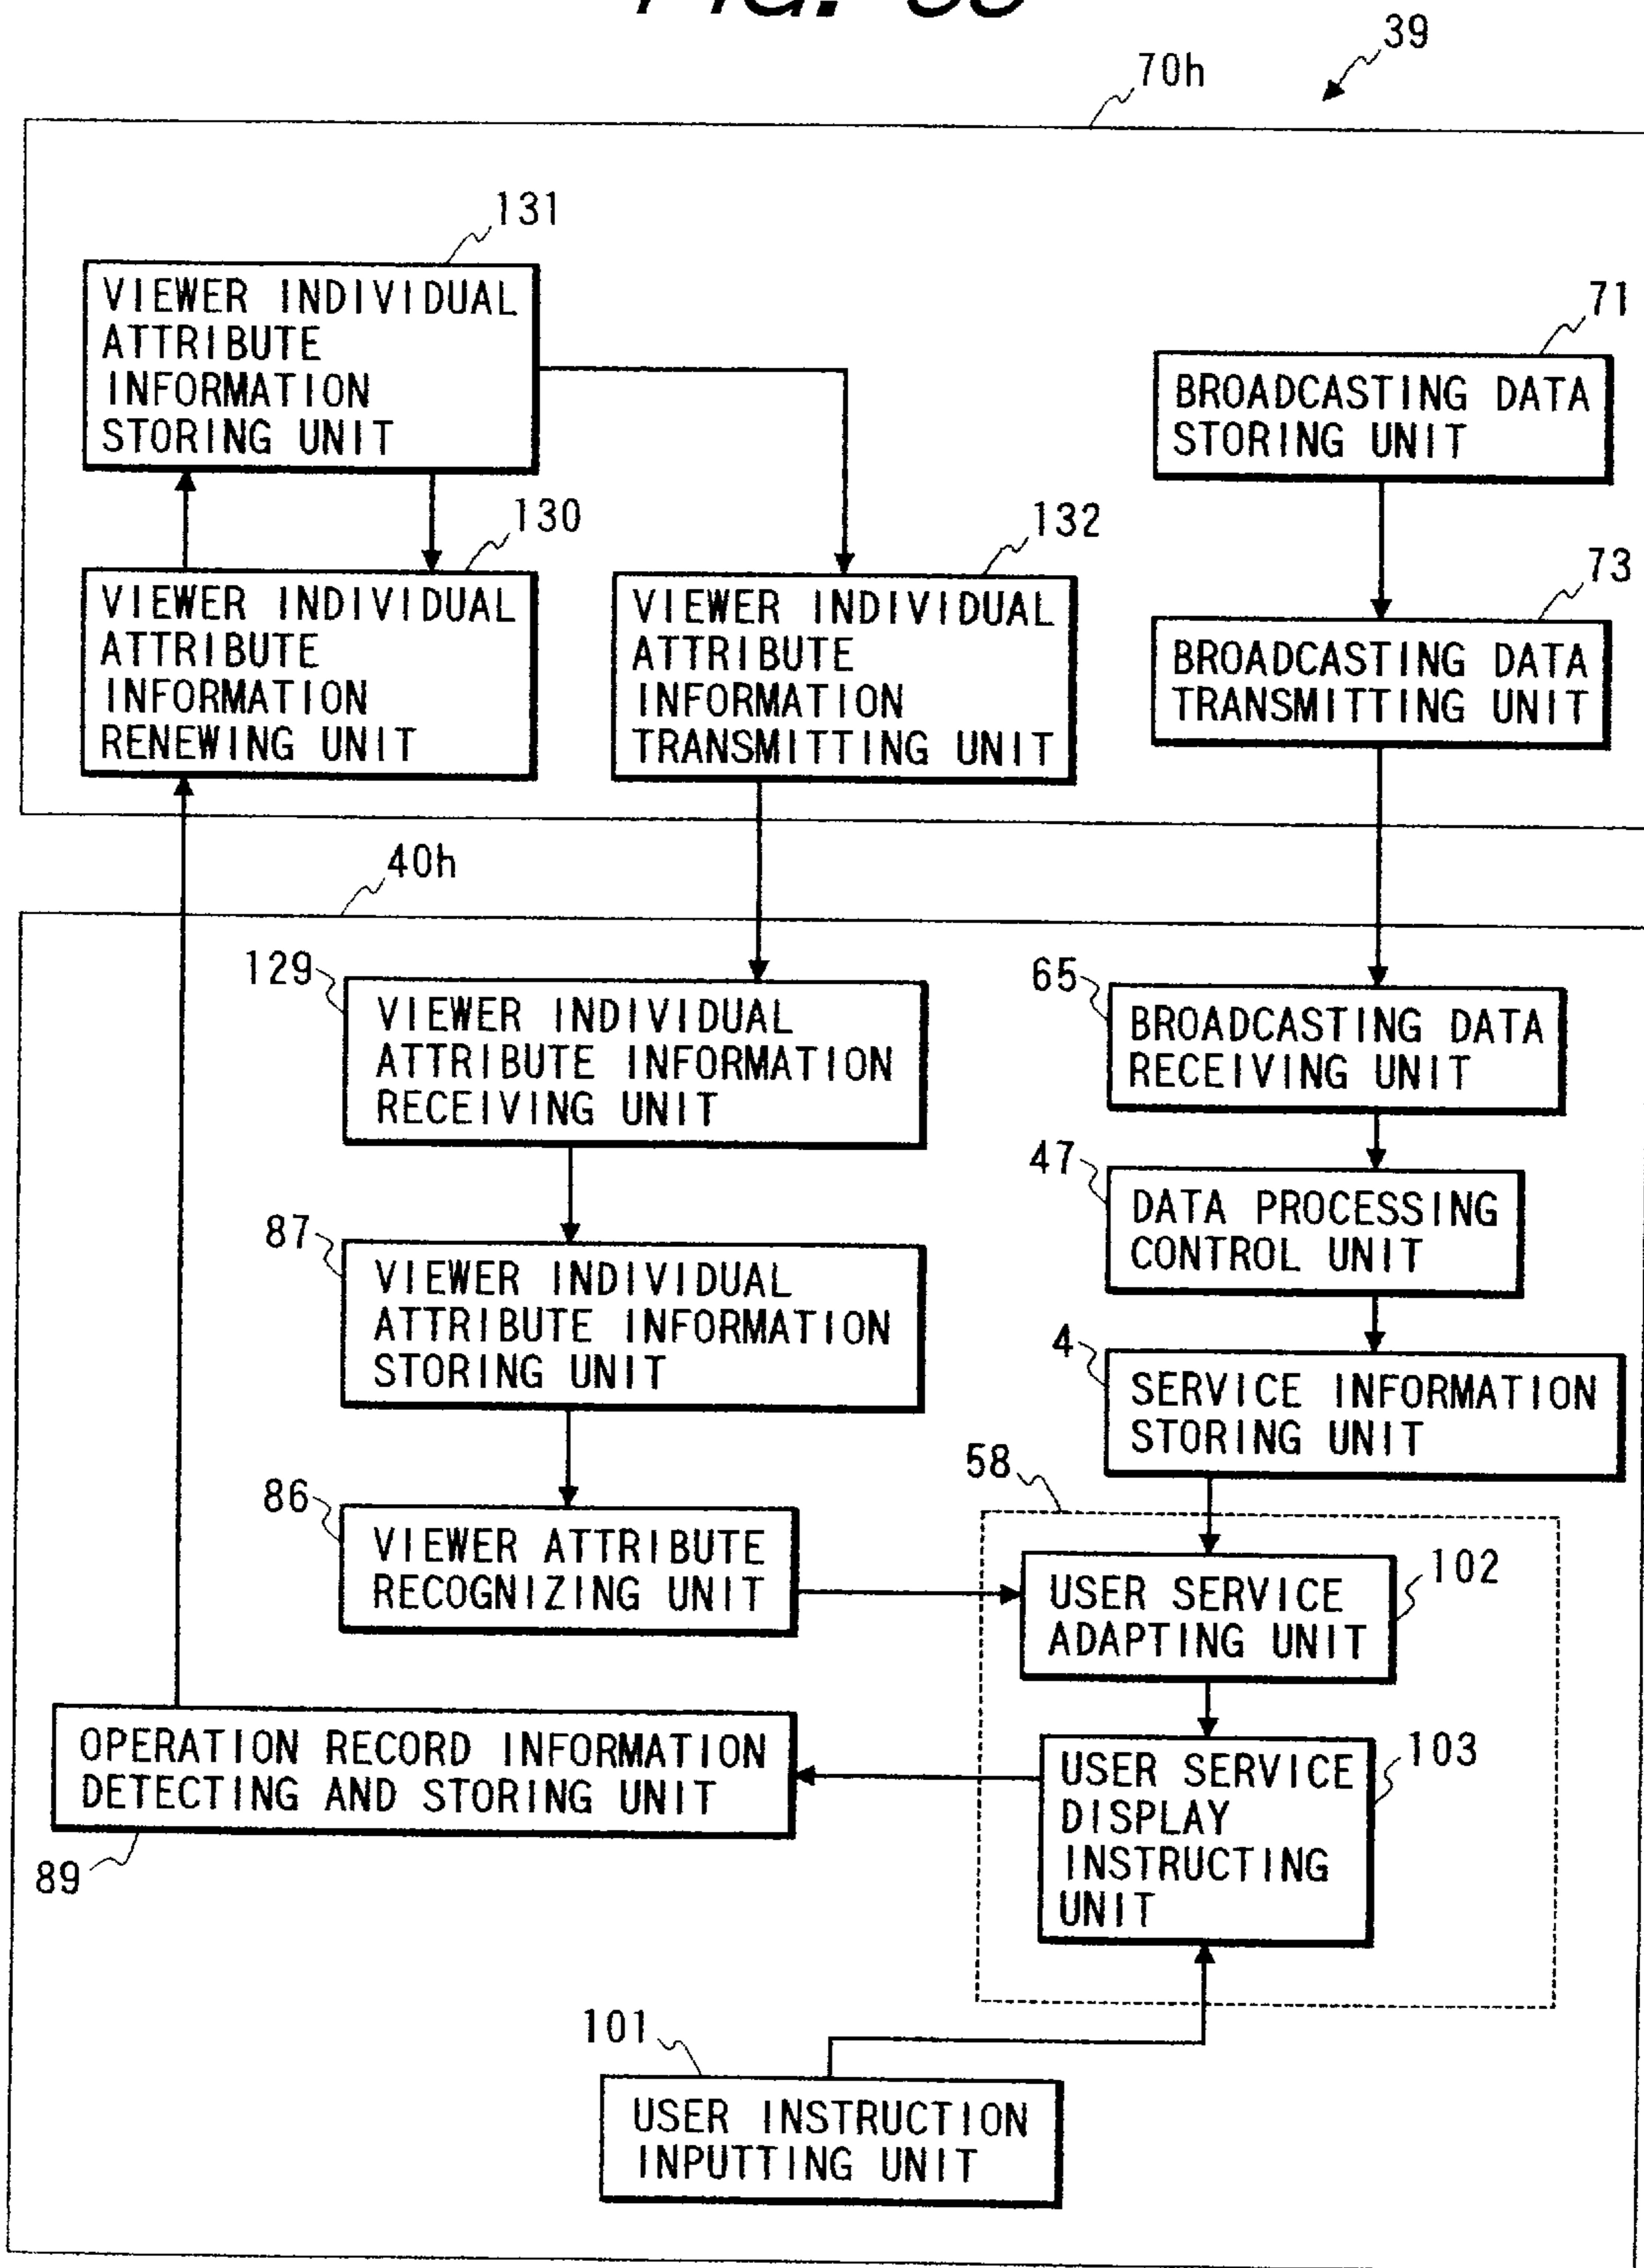 39
70h
131
VIEWER INDIVIDUAL
ATTRIBUTE
INFORMATION
STORING UNIT
71
BROADCASTING DATA
STORING UNIT
130
VIEWER INDIVIDUAL
ATTRIBUTE
INFORMATION
RENEWING UNIT
132
VIEWER INDIVIDUAL
ATTRIBUTE
INFORMATION
TRANSMITTING UNIT
73
BROADCASTING DATA
TRANSMITTING UNIT
40h
129
VIEWER INDIVIDUAL
ATTRIBUTE INFORMATION
RECEIVING UNIT
65
BROADCASTING DATA
RECEIVING UNIT
47
DATA PROCESSING
CONTROL UNIT
87
VIEWER INDIVIDUAL
ATTRIBUTE INFORMATION
STORING UNIT
4
SERVICE INFORMATION
STORING UNIT
58
86
VIEWER ATTRIBUTE
RECOGNIZING UNIT
102
USER SERVICE
ADAPTING UNIT
OPERATION RECORD INFORMATION
DETECTING AND STORING UNIT
89
103
USER SERVICE
DISPLAY
INSTRUCTING
UNIT
101
USER INSTRUCTION
INPUTTING UNIT